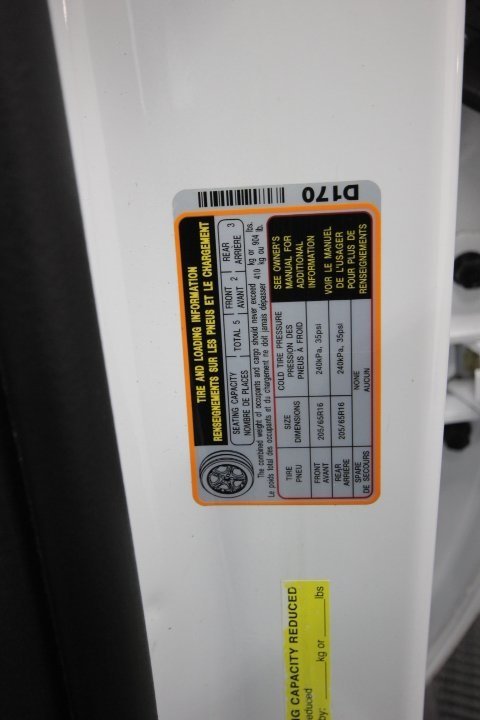 D170
TIRE AND LOADING INFORMATION
RENSEIGNEMENTS SUR LES PNEUS ET LE CHARGEMENT
SEATING CAPACITY TOTAL 5 FRONT 2 REAR 3
NOMBRE DE PLACES AVANT ARRIÈRE
The combined weight of occupants and cargo should never exceed 410 kg or 904 lbs.
Le poids total des occupants et du chargement ne doit jamais dépasser 410 kg ou 904 lb.
TIRE SIZE COLD TIRE PRESSURE
PNEU DIMENSIONS PRESSION DES PNEUS À FROID
FRONT 205/65R16 240kPa, 35psi
AVANT
REAR 205/65R16 240kPa, 35psi
ARRIÈRE
SPARE NONE
DE SECOURS AUCUN
SEE OWNER'S
MANUAL FOR
ADDITIONAL
INFORMATION
VOIR LE MANUEL
DE L'USAGER
POUR PLUS DE
RENSEIGNEMENTS
G CAPACITY REDUCED
educed
by: kg or lbs